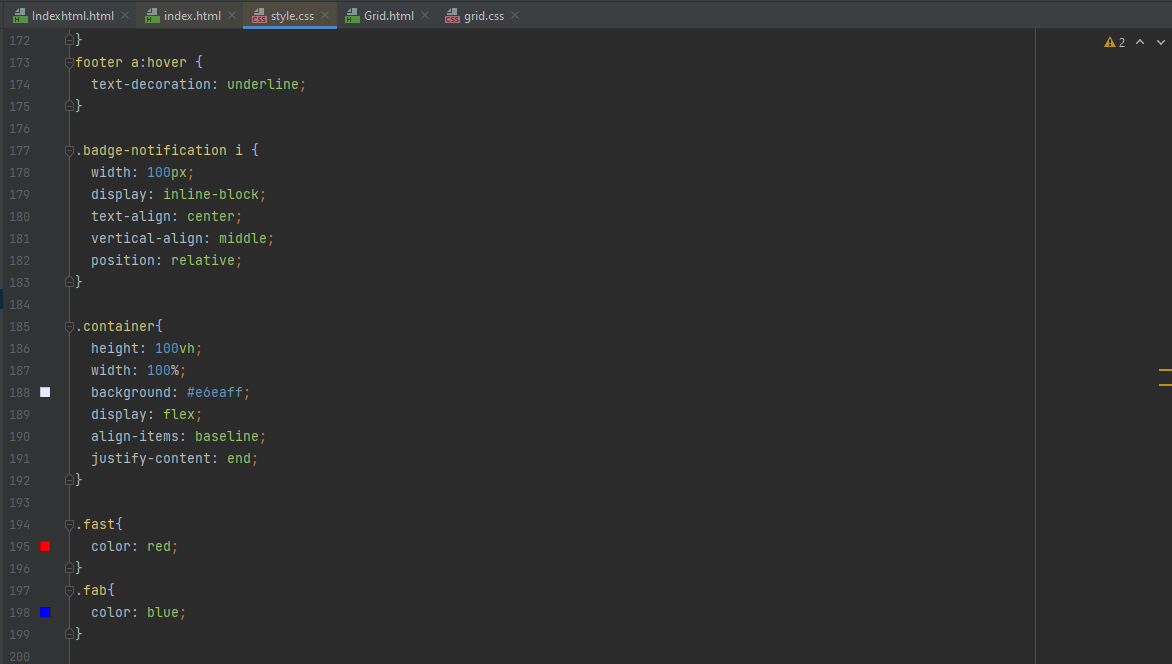 Indexhtml.html index.html style.css Grid.html grid.css
2
172 }
173 footer a:hover {
174 text-decoration: underline;
175 }
176
177 .badge-notification i {
178 width: 100px;
179 display: inline-block;
180 text-align: center;
181 vertical-align: middle;
182 position: relative;
183 }
184
185 .container{
186 height: 100vh;
187 width: 100%;
188 background: #e6eaff;
189 display: flex;
190 align-items: baseline;
191 justify-content: end;
192 }
193
194 .fast{
195 color: red;
196 }
197 .fab{
198 color: blue;
199 }
200